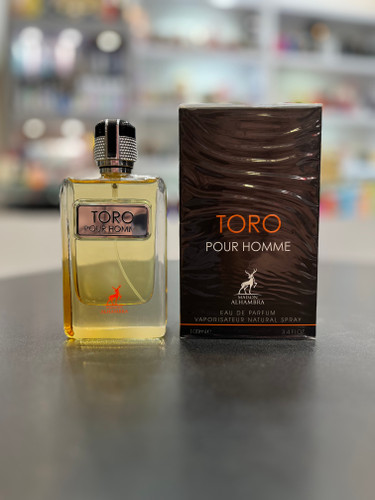 TORO
POUR HOMME
TORO
POUR HOMME
MAISON
ALHAMBRA
EAU DE PARFUM
VAPORISATEUR NATURAL SPRAY